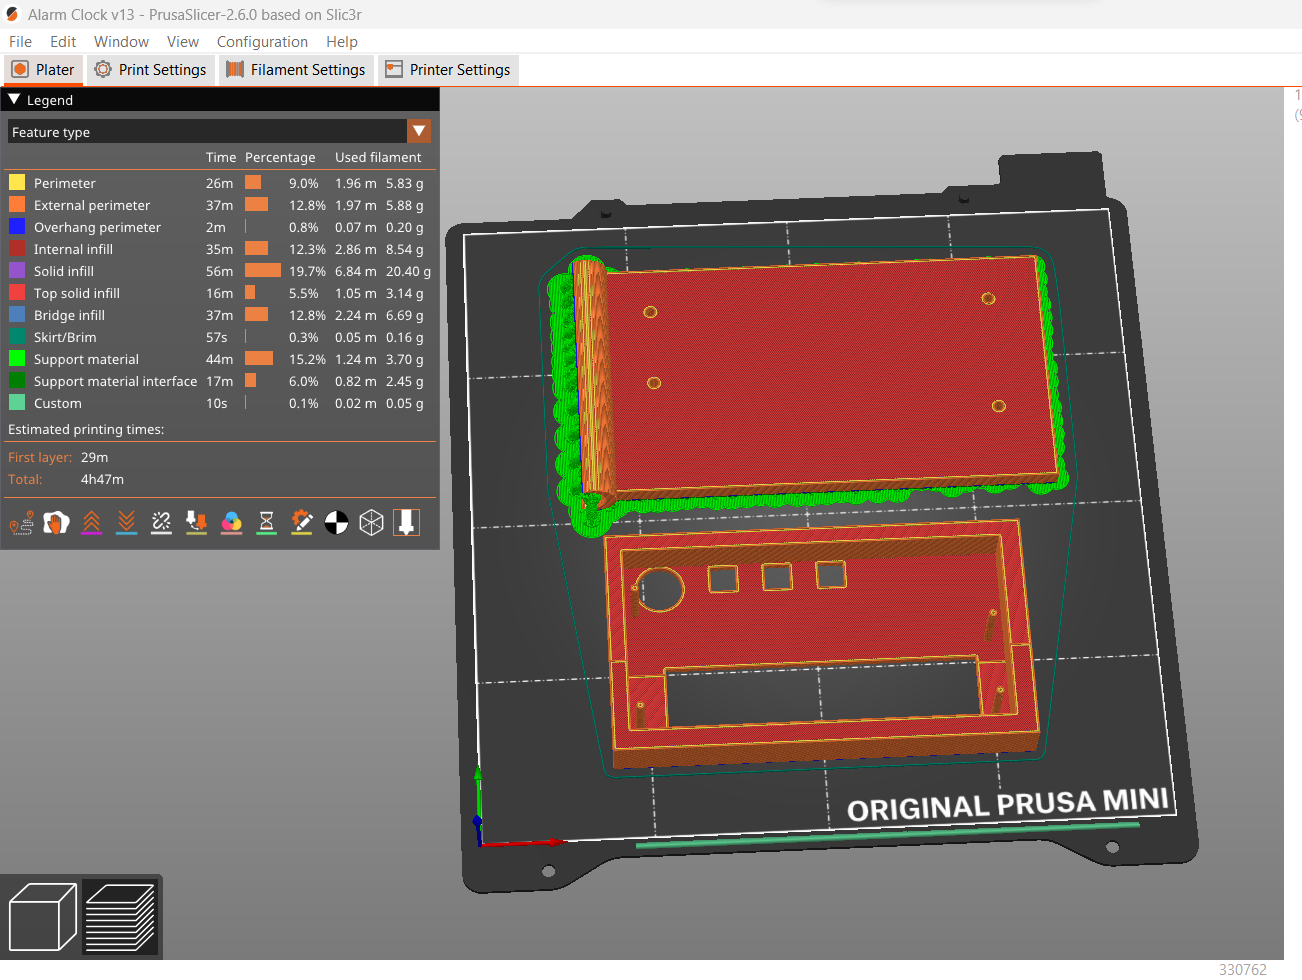 Alarm Clock v13 - PrusaSlicer-2.6.0 based on Slic3r
File Edit Window View Configuration Help
Plater Print Settings Filament Settings Printer Settings
Legend
Feature type
Time Percentage Used filament
Perimeter 26m 9.0% 1.96 m 5.83 g
External perimeter 37m 12.8% 1.97 m 5.88 g
Overhang perimeter 2m 0.8% 0.07 m 0.20 g
Internal infill 35m 12.3% 2.86 m 8.54 g
Solid infill 56m 19.7% 6.84 m 20.40 g
Top solid infill 16m 5.5% 1.05 m 3.14 g
Bridge infill 37m 12.8% 2.24 m 6.69 g
Skirt/Brim 57s 0.3% 0.05 m 0.16 g
Support material 44m 15.2% 1.24 m 3.70 g
Support material interface 17m 6.0% 0.82 m 2.45 g
Custom 10s 0.1% 0.02 m 0.05 g
Estimated printing times:
First layer: 29m
Total: 4h47m
ORIGINAL PRUSA MINI
330762